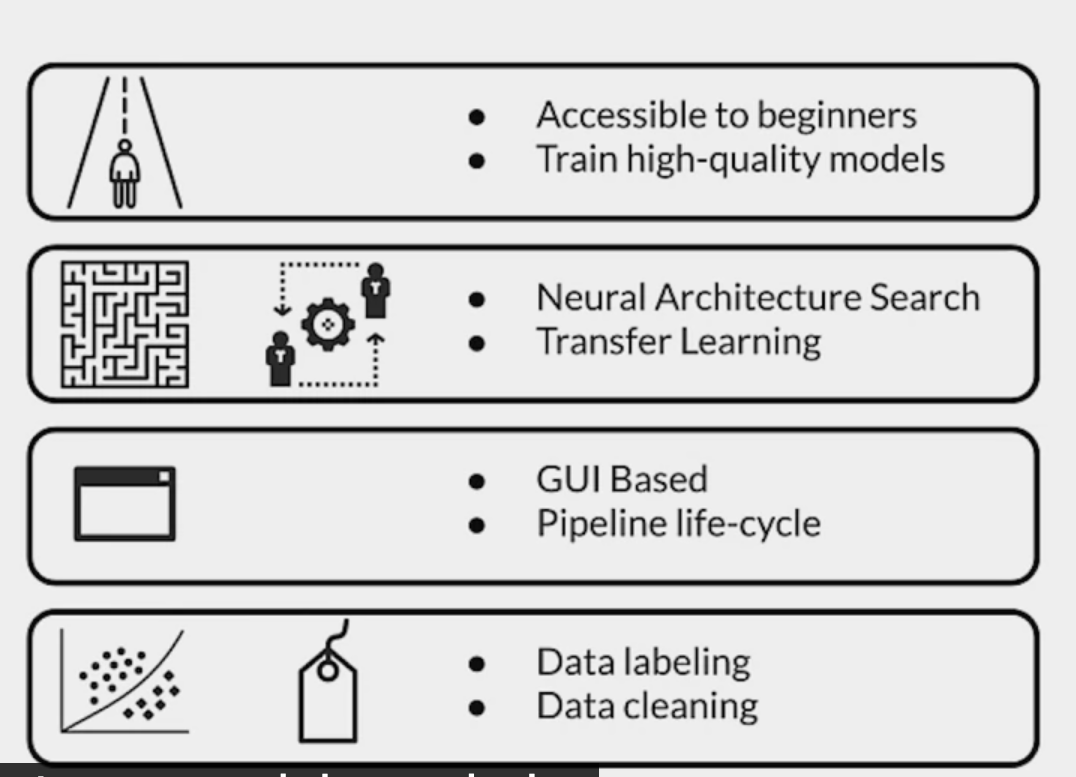 Accessible to beginners
Train high-quality models
Neural Architecture Search
Transfer Learning
GUI Based
Pipeline life-cycle
Data labeling
Data cleaning